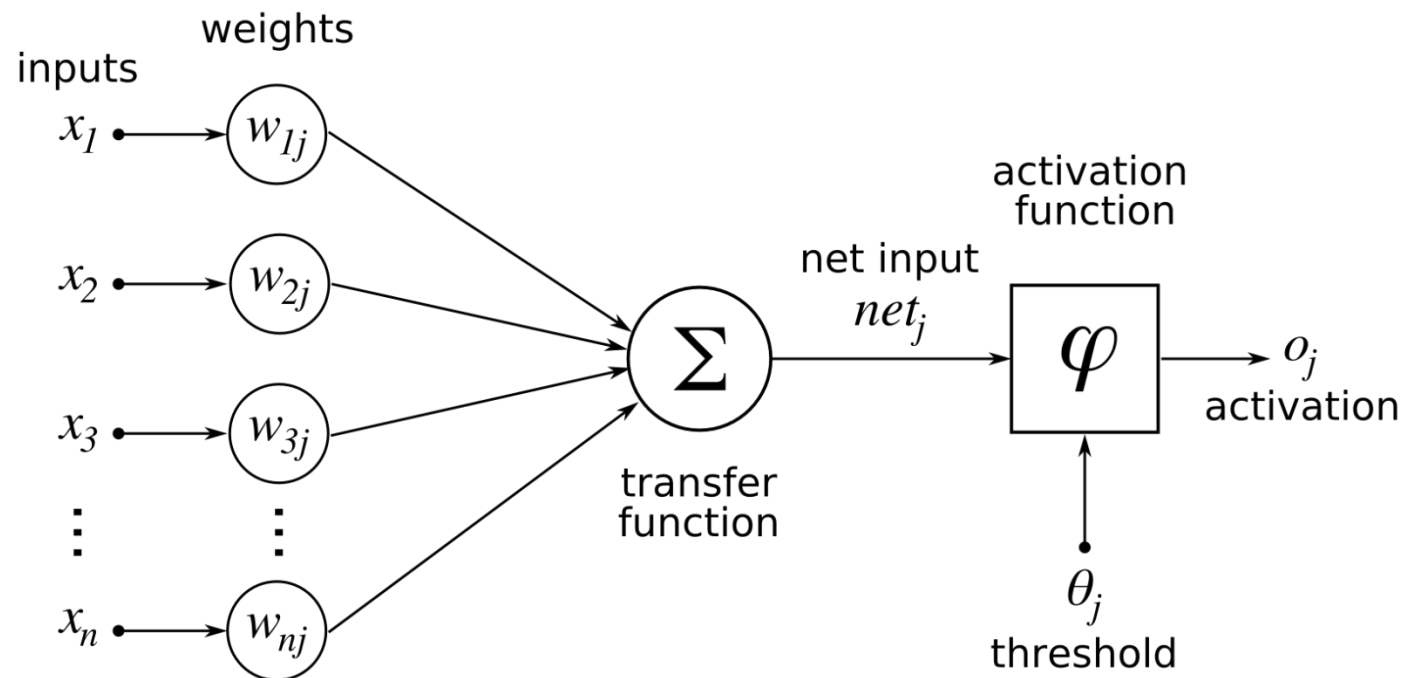 weights
inputs
x₁
w₁ⱼ
x₂
w₂ⱼ
x₃
w₃ⱼ
⋮
⋮
xₙ
wₙⱼ
Σ
transfer
function
net input
netⱼ
activation
function
φ
oⱼ
activation
θⱼ
threshold